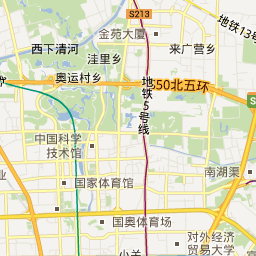 S213
金苑大厦
地铁13号
西下清河
洼里乡
来广营乡
奥运村乡
S50北五环
地铁5号线
中国科学
技术馆
南湖渠
国家体育馆
国奥体育场
对外经济
贸易大学